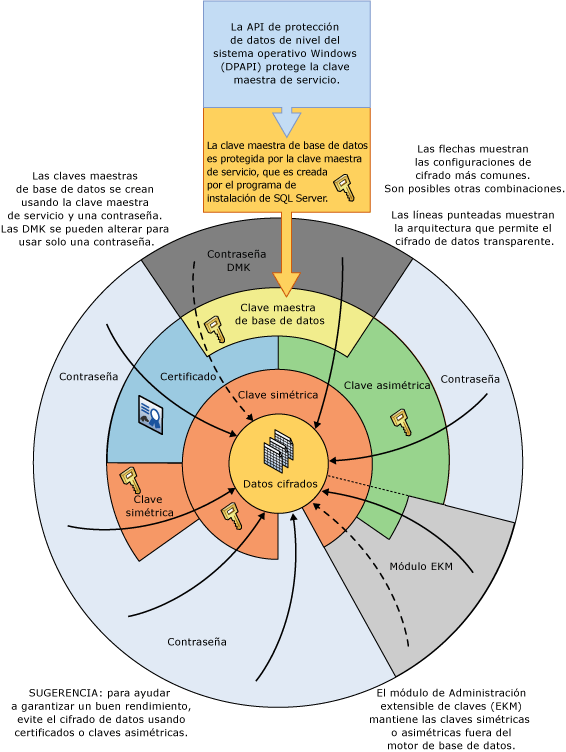 La API de protección
de datos de nivel del
sistema operativo Windows
(DPAPI) protege la clave
maestra de servicio.
La clave maestra de base de datos
es protegida por la clave maestra
de servicio, que es creada
por el programa de
instalación de SQL Server.
Las claves maestras
de base de datos se crean
usando la clave maestra
de servicio y una contraseña.
Las DMK se pueden alterar para
usar solo una contraseña.
Las flechas muestran
las configuraciones de
cifrado más comunes.
Son posibles otras combinaciones.
Las líneas punteadas muestran
la arquitectura que permite el
cifrado de datos transparente.
Contraseña
DMK
Clave maestra
de base de datos
Contraseña
Certificado
Clave simétrica
Clave asimétrica
Contraseña
Datos cifrados
Clave
simétrica
Módulo EKM
Contraseña
SUGERENCIA: para ayudar
a garantizar un buen rendimiento,
evite el cifrado de datos usando
certificados o claves asimétricas.
El módulo de Administración
extensible de claves (EKM)
mantiene las claves simétricas
o asimétricas fuera del
motor de base de datos.